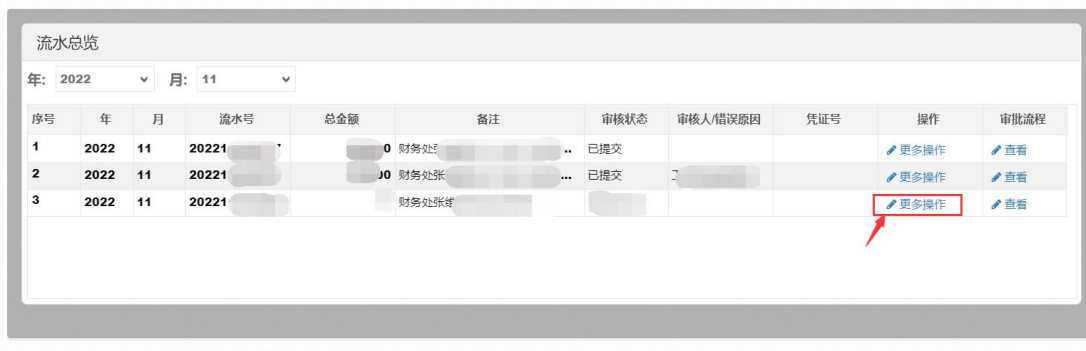 流水总览
年: 2022 月: 11
序号 年 月 流水号 总金额 备注 审核状态 审核人/错误原因 凭证号 操作 审批流程
1 2022 11 20221 0 财务处 .. 已提交 更多操作 查看
2 2022 11 20221 00 财务处张 ... 已提交 更多操作 查看
3 2022 11 20221 财务处张维 更多操作 查看